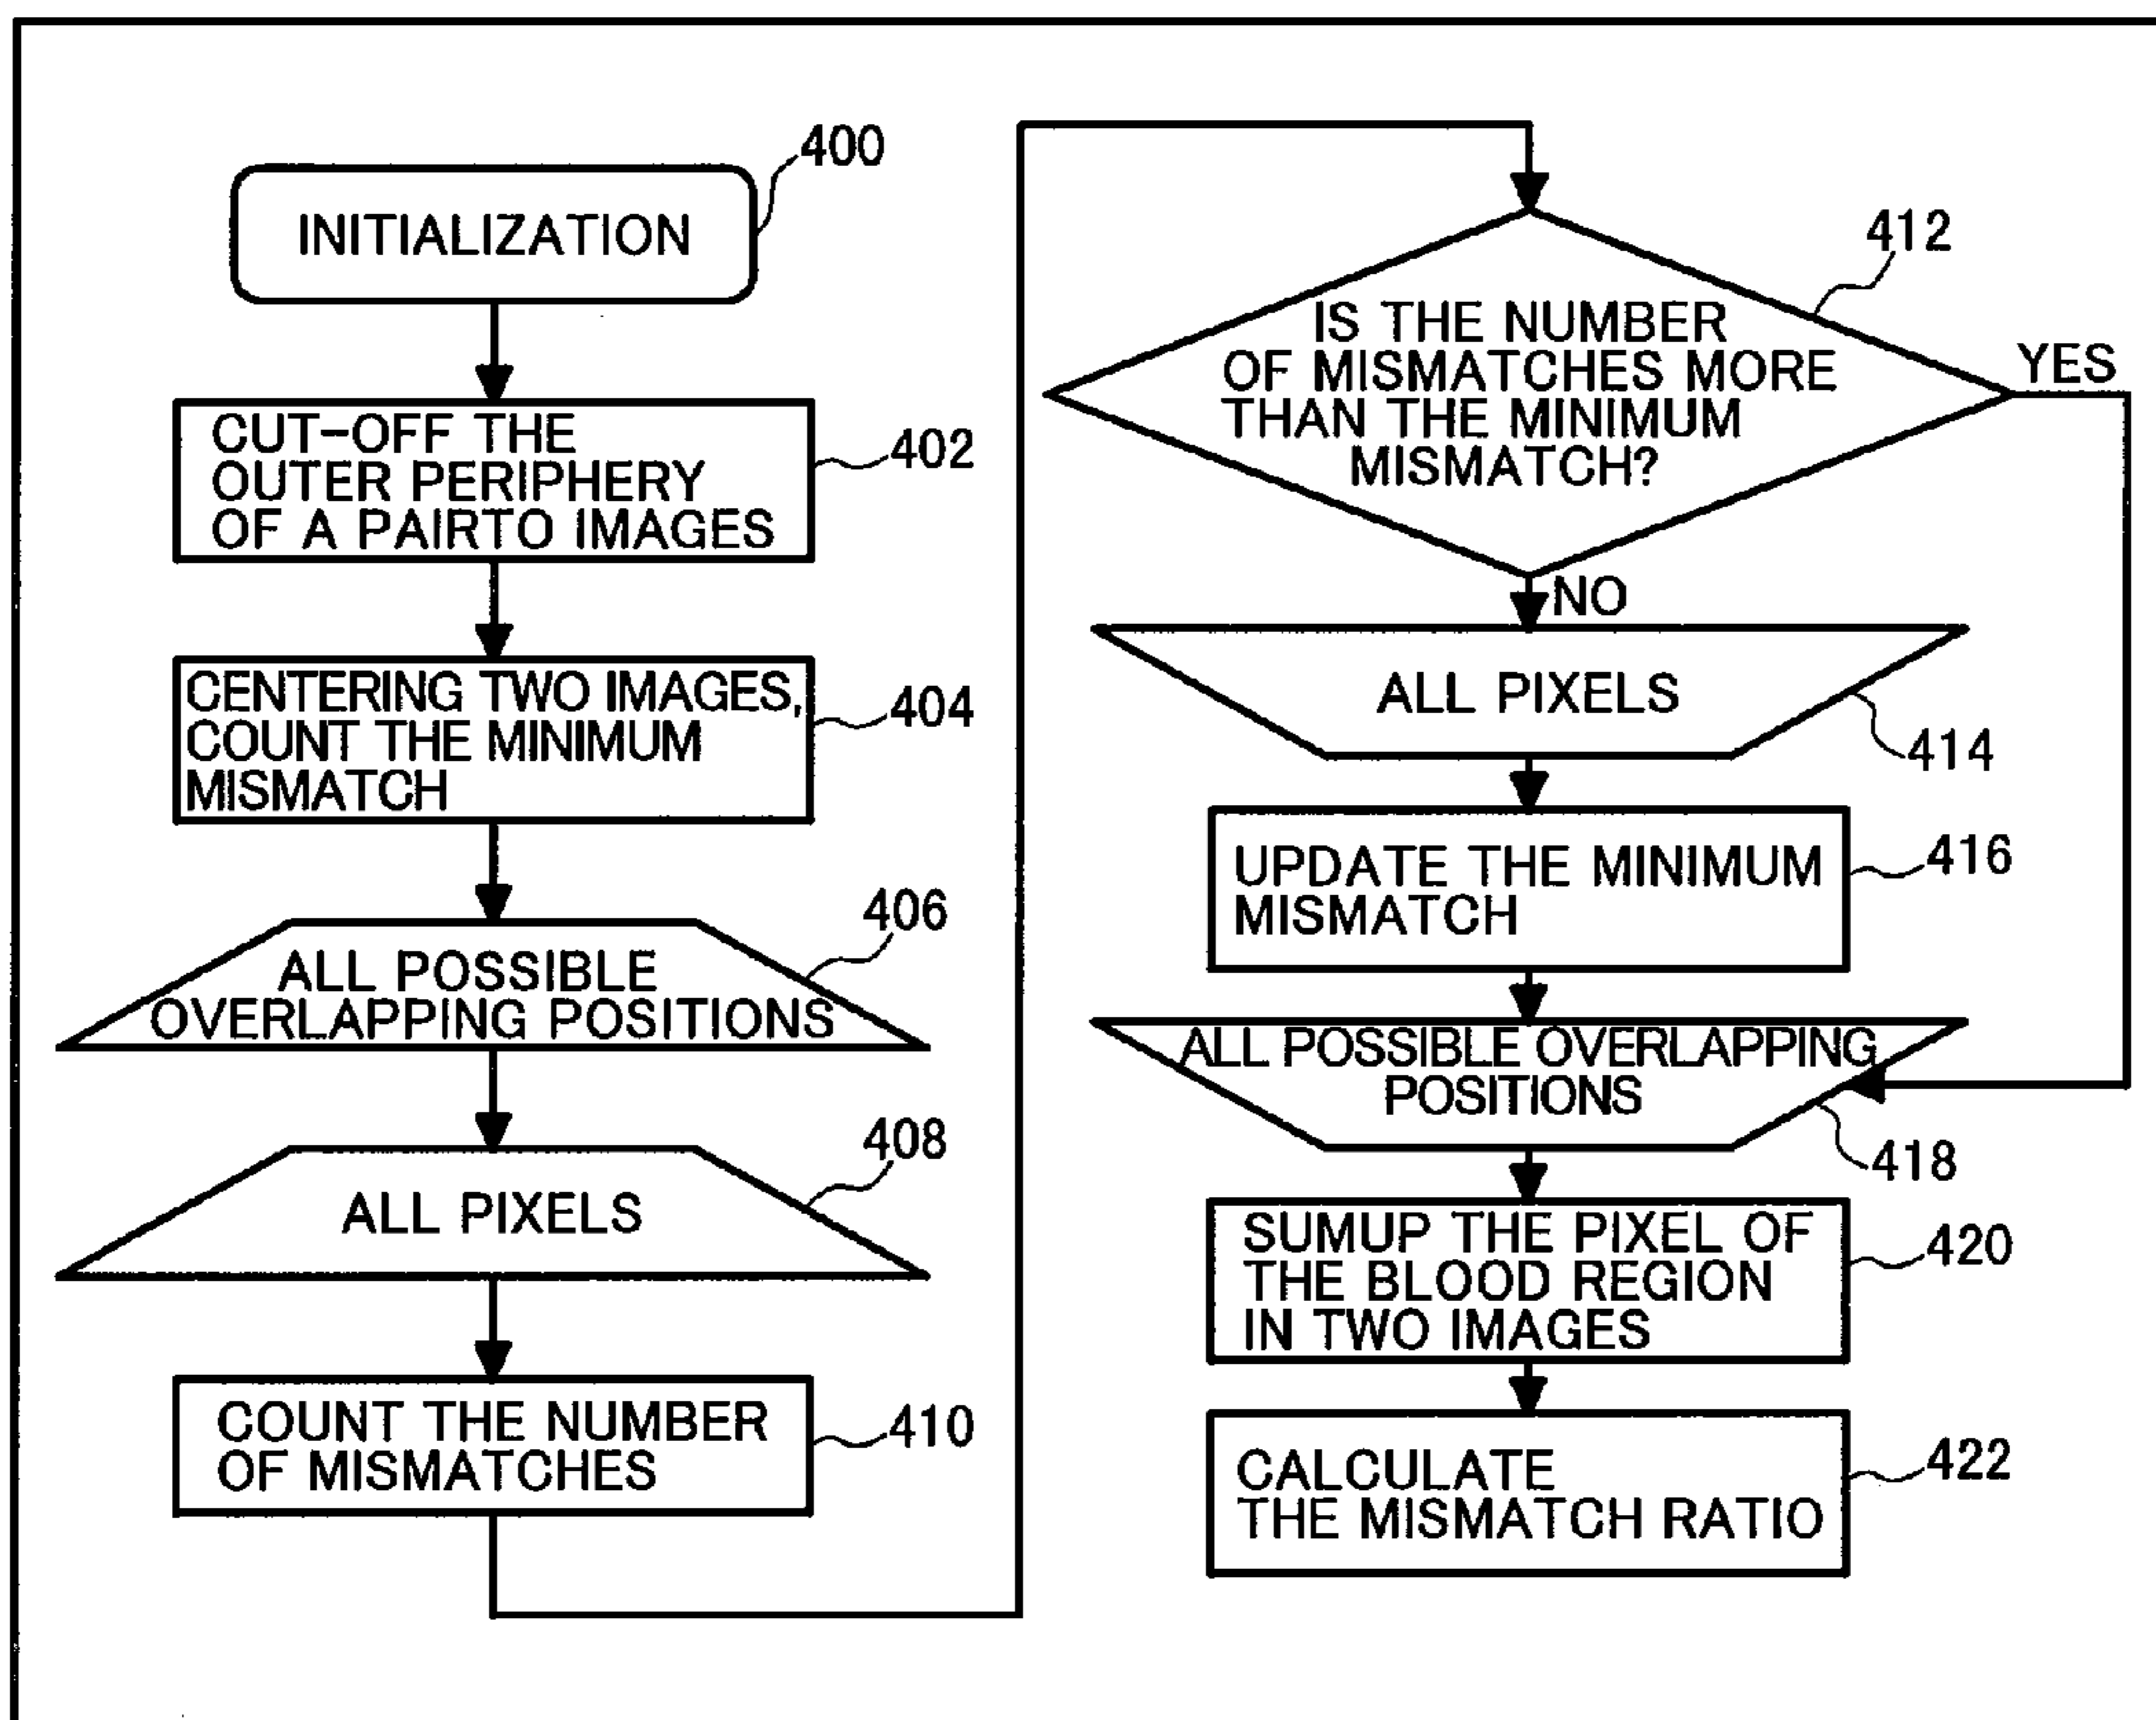 400
INITIALIZATION
CUT-OFF THE
OUTER PERIPHERY
OF A PAIRTO IMAGES
402
CENTERING TWO IMAGES,
COUNT THE MINIMUM
MISMATCH
404
406
ALL POSSIBLE
OVERLAPPING POSITIONS
408
ALL PIXELS
COUNT THE NUMBER
OF MISMATCHES
410
412
IS THE NUMBER
OF MISMATCHES MORE
THAN THE MINIMUM
MISMATCH?
YES
NO
ALL PIXELS
414
UPDATE THE MINIMUM
MISMATCH
416
ALL POSSIBLE OVERLAPPING
POSITIONS
418
SUMUP THE PIXEL OF
THE BLOOD REGION
IN TWO IMAGES
420
CALCULATE
THE MISMATCH RATIO
422